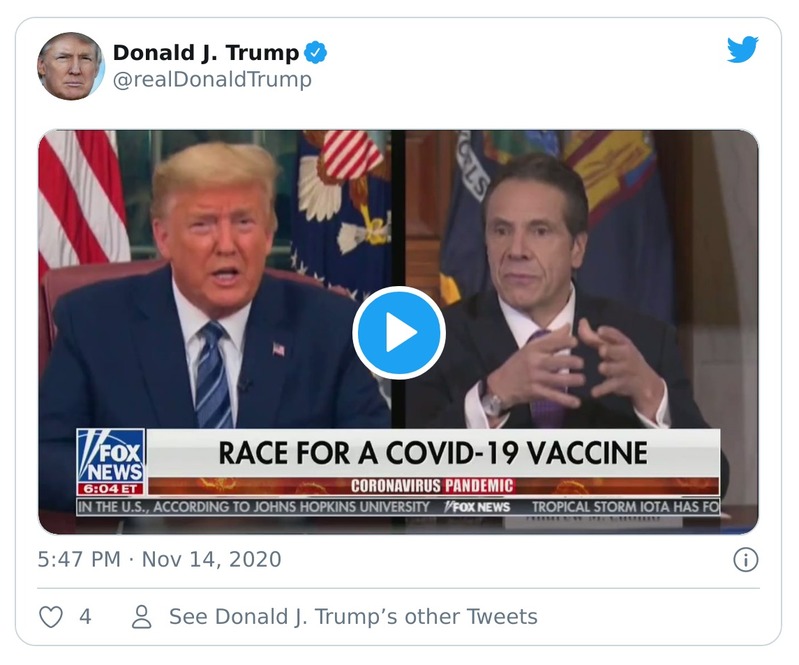 Donald J. Trump
@realDonaldTrump
OLS
FOX
NEWS
6:04 ET
RACE FOR A COVID-19 VACCINE
CORONAVIRUS PANDEMIC
IN THE U.S., ACCORDING TO JOHNS HOPKINS UNIVERSITY FOX NEWS TROPICAL STORM IOTA HAS FO
5:47 PM · Nov 14, 2020
4 See Donald J. Trump’s other Tweets